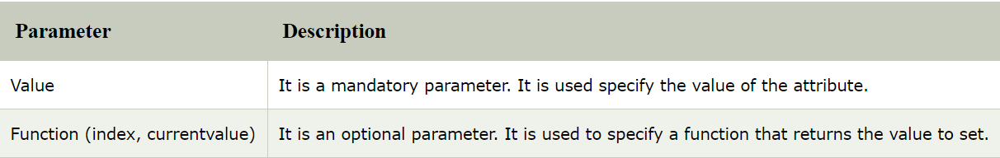 Parameter Description
Value It is a mandatory parameter. It is used specify the value of the attribute.
Function (index, currentvalue) It is an optional parameter. It is used to specify a function that returns the value to set.